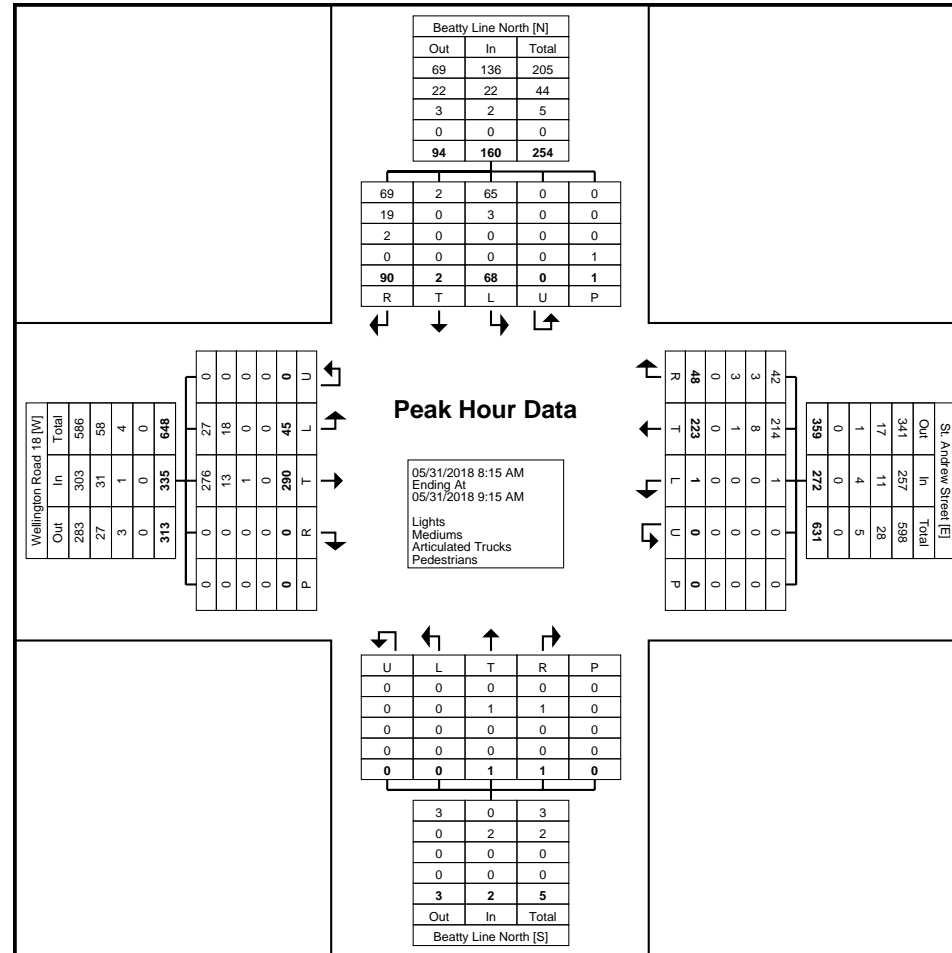 Beatty Line North [N]
Out In Total
69 136 205
22 22 44
3 2 5
0 0 0
94 160 254
69 2 65 0 0
19 0 3 0 0
2 0 0 0 0
0 0 0 0 1
90 2 68 0 1
R T L U P
Wellington Road 18 [W]
Total In Out
586 303 283
58 31 27
4 1 3
0 0 0
648 335 313
0 27 276 0 0
0 18 13 0 0
0 0 1 0 0
0 0 0 0 0
0 45 290 0 0
U L T R P
Peak Hour Data
05/31/2018 8:15 AM
Ending At
05/31/2018 9:15 AM
Lights
Mediums
Articulated Trucks
Pedestrians
R T L U P
48 223 1 0 0
0 0 0 0 0
3 1 0 0 0
3 8 0 0 0
42 214 1 0 0
St. Andrew Street [E]
Out In Total
341 257 598
17 11 28
1 4 5
0 0 0
359 272 631
U L T R P
0 0 0 0 0
0 0 1 1 0
0 0 0 0 0
0 0 0 0 0
0 0 1 1 0
3 0 3
0 2 2
0 0 0
0 0 0
3 2 5
Out In Total
Beatty Line North [S]